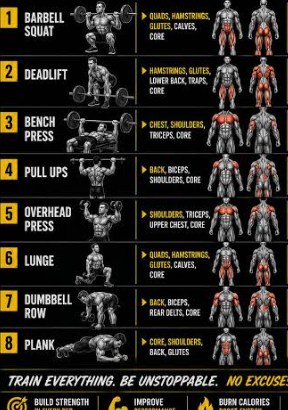 1 BARBELL
SQUAT
▶ QUADS, HAMSTRINGS,
GLUTES, CALVES,
CORE
2 DEADLIFT
▶ HAMSTRINGS, GLUTES,
LOWER BACK, TRAPS,
CORE
3 BENCH
PRESS
▶ CHEST, SHOULDERS,
TRICEPS, CORE
4 PULL UPS
▶ BACK, BICEPS,
SHOULDERS, CORE
5 OVERHEAD
PRESS
▶ SHOULDERS, TRICEPS,
UPPER CHEST, CORE
6 LUNGE
▶ QUADS, HAMSTRINGS,
GLUTES, CALVES,
CORE
7 DUMBBELL
ROW
▶ BACK, BICEPS,
REAR DELTS, CORE
8 PLANK
▶ CORE, SHOULDERS,
BACK, GLUTES
TRAIN EVERYTHING. BE UNSTOPPABLE. NO EXCUSE
BUILD STRENGTH
IMPROVE
BURN CALORIES